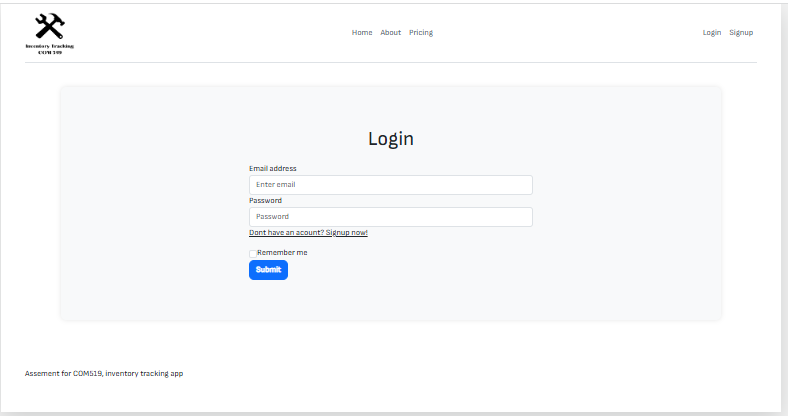 Inventory Tracking
COM 519
Home About Pricing
Login Signup
Login
Email address
Enter email
Password
Password
Dont have an acount? Signup now!
Remember me
Submit
Assement for COM519, inventory tracking app